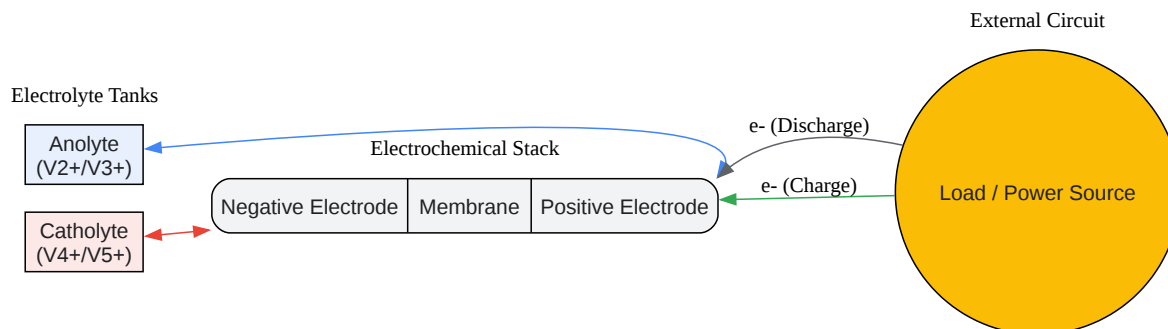 External Circuit
Electrolyte Tanks
Anolyte
(V2+/V3+)
e- (Discharge)
Electrochemical Stack
e- (Charge)
Load / Power Source
Negative Electrode
Membrane
Positive Electrode
Catholyte
(V4+/V5+)